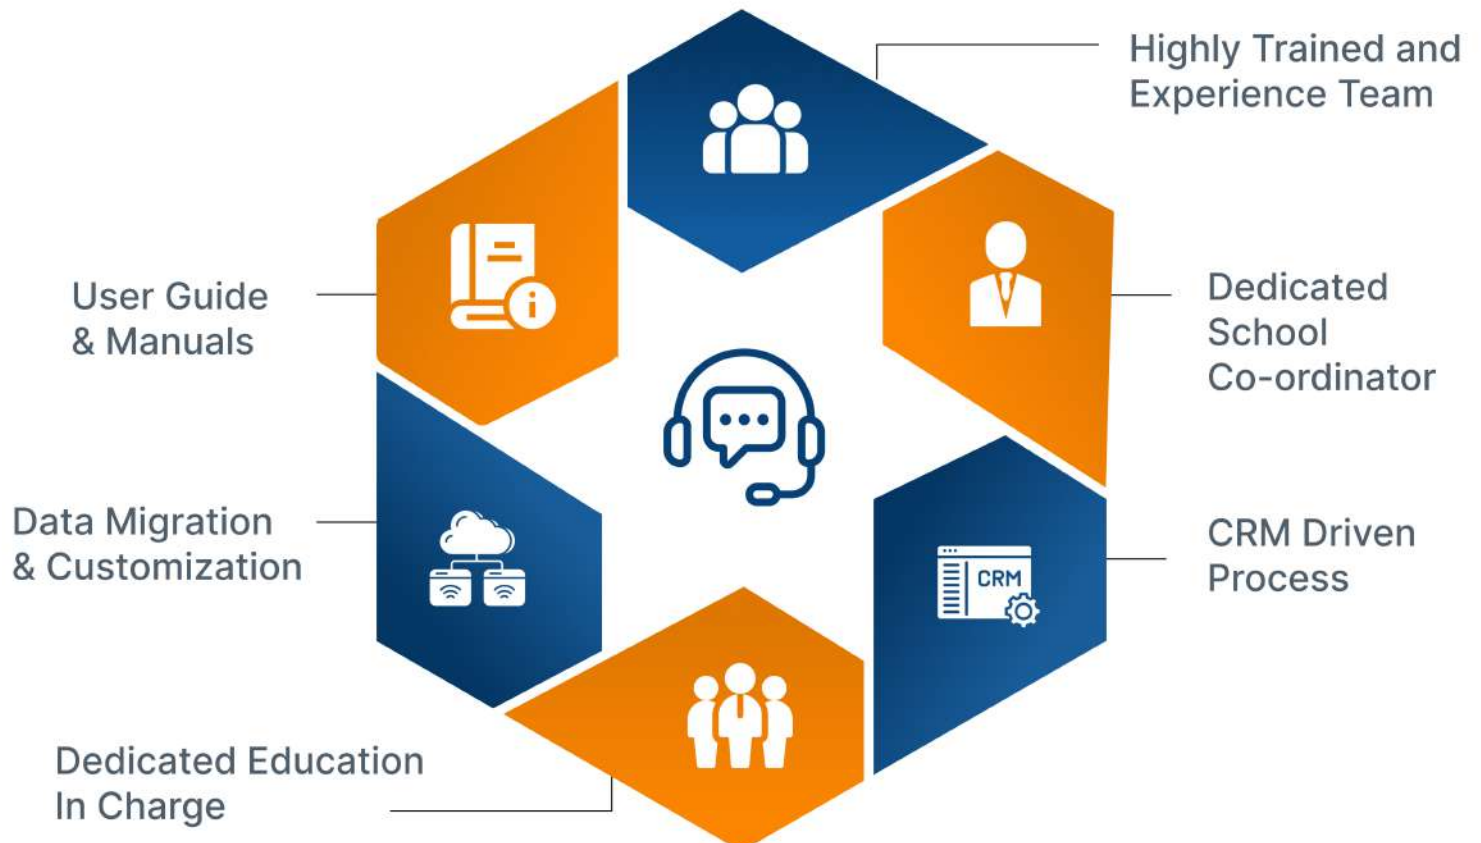 Highly Trained and
Experience Team
User Guide
& Manuals
Dedicated
School
Co-ordinator
Data Migration
& Customization
CRM
CRM Driven
Process
Dedicated Education
In Charge